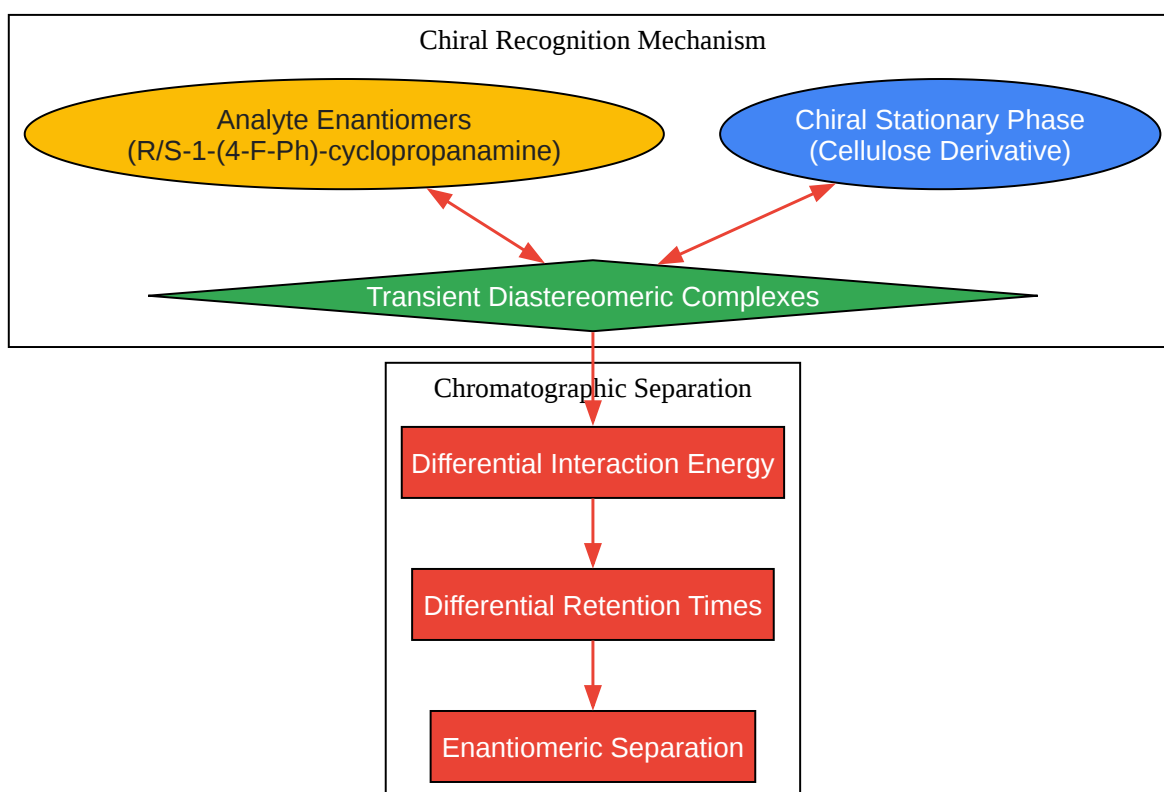 Chiral Recognition Mechanism
Analyte Enantiomers
(R/S-1-(4-F-Ph)-cyclopropanamine)
Chiral Stationary Phase
(Cellulose Derivative)
Transient Diastereomeric Complexes
Chromatographic Separation
Differential Interaction Energy
Differential Retention Times
Enantiomeric Separation